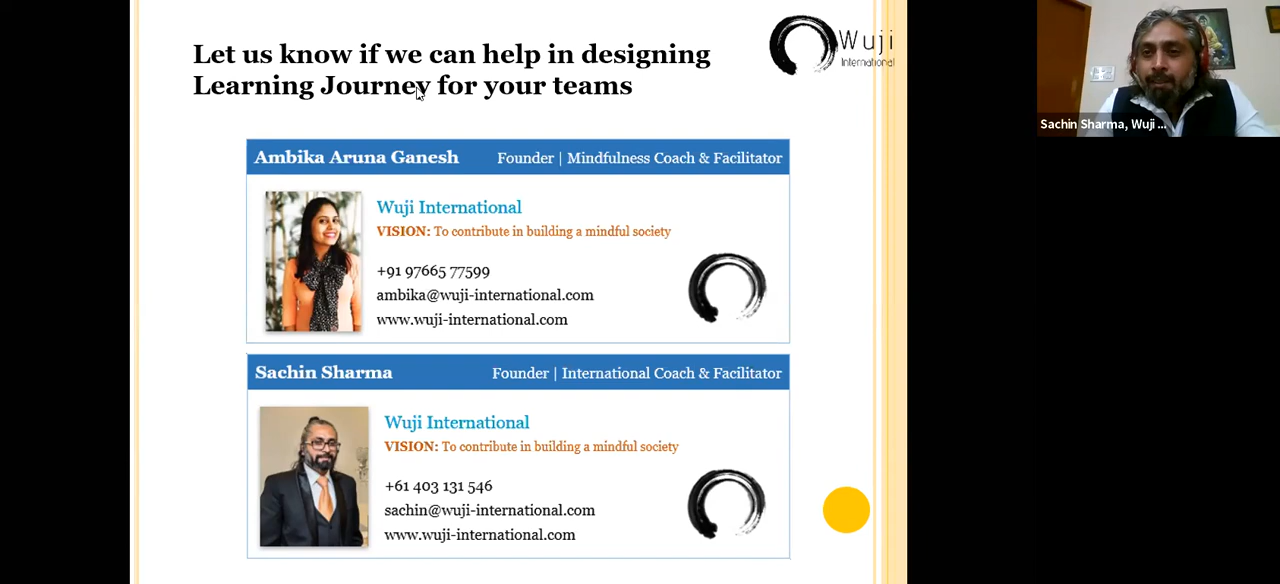 Let us know if we can help in designing
Learning Journey for your teams
Wuji
International
Sachin Sharma, Wuji ...
Ambika Aruna Ganesh Founder | Mindfulness Coach & Facilitator
Wuji International
VISION: To contribute in building a mindful society
+91 97665 77599
ambika@wuji-international.com
www.wuji-international.com
Sachin Sharma Founder | International Coach & Facilitator
Wuji International
VISION: To contribute in building a mindful society
+61 403 131 546
sachin@wuji-international.com
www.wuji-international.com